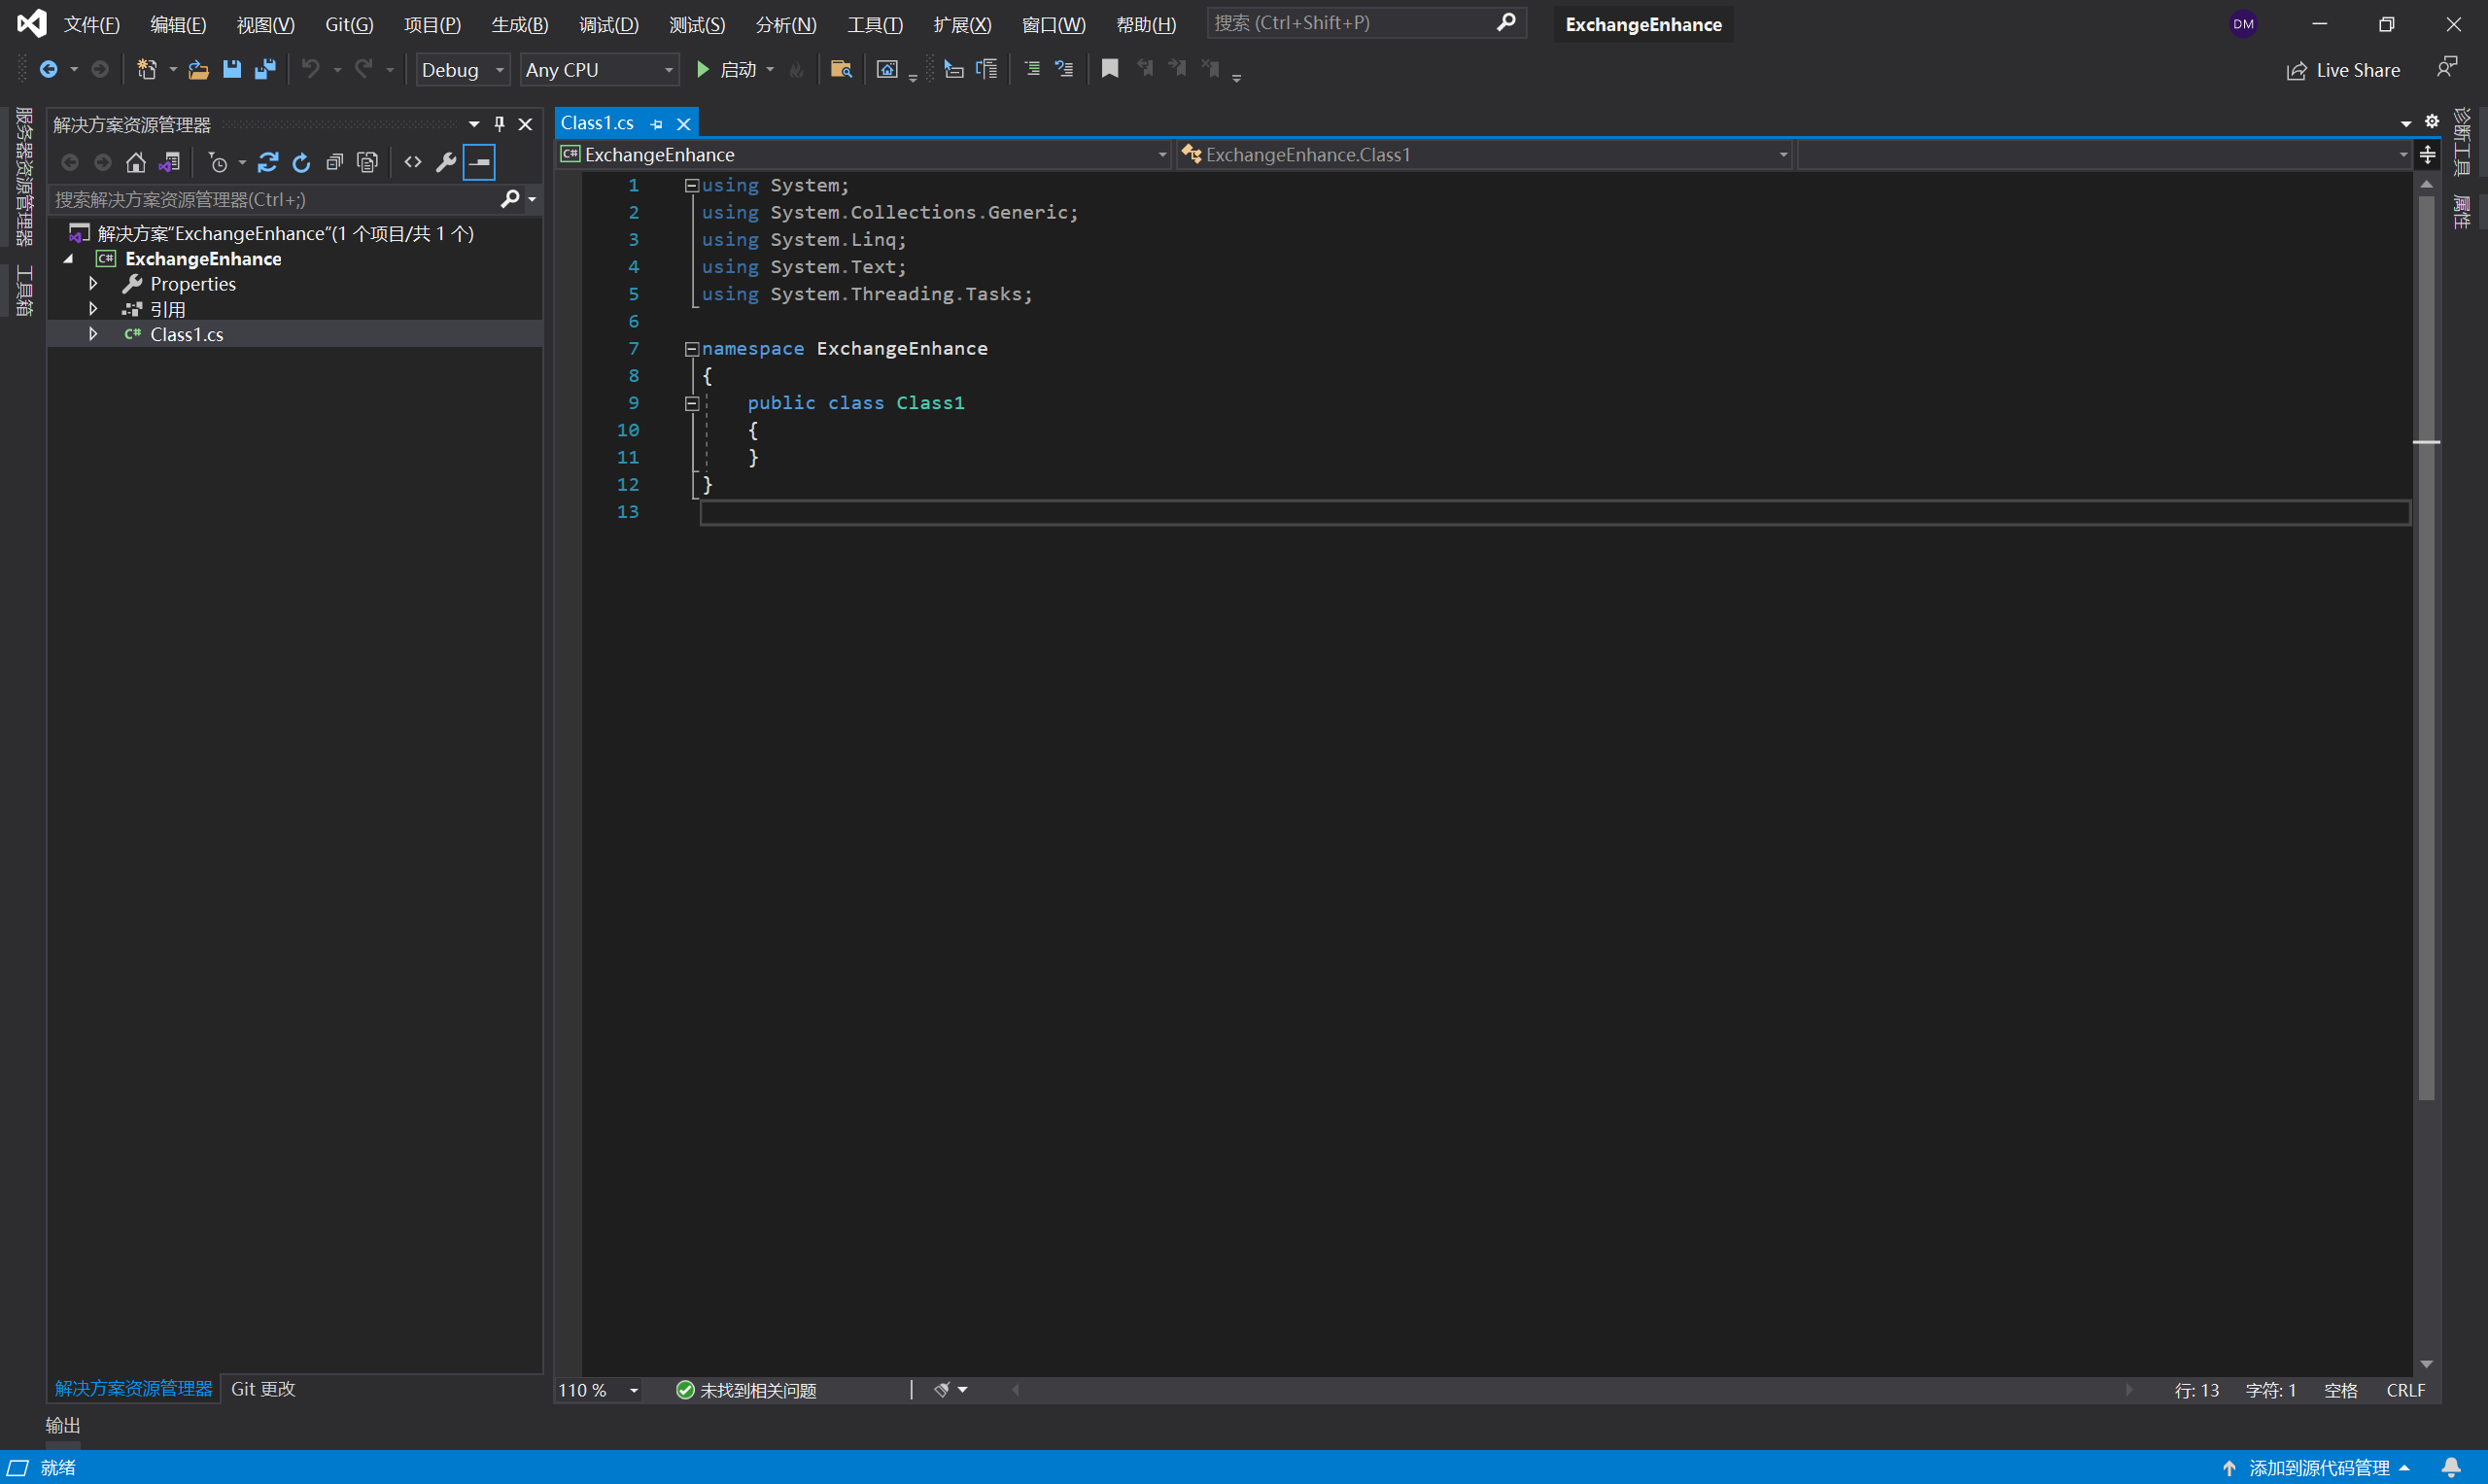 文件(F) 编辑(E) 视图(V) Git(G) 项目(P) 生成(B) 调试(D) 测试(S) 分析(N) 工具(T) 扩展(X) 窗口(W) 帮助(H) 搜索 (Ctrl+Shift+P) ExchangeEnhance DM
Debug Any CPU 启动 Live Share
服务器资源管理器
工具箱
解决方案资源管理器
搜索解决方案资源管理器(Ctrl+;)
解决方案“ExchangeEnhance”(1 个项目/共 1 个)
C# ExchangeEnhance
Properties
引用
C# Class1.cs
解决方案资源管理器 Git 更改
Class1.cs
C# ExchangeEnhance ExchangeEnhance.Class1
1 using System;
2 using System.Collections.Generic;
3 using System.Linq;
4 using System.Text;
5 using System.Threading.Tasks;
6
7 namespace ExchangeEnhance
8 {
9 public class Class1
10 {
11 }
12 }
13
110 % 未找到相关问题 行: 13 字符: 1 空格 CRLF
诊断工具
属性
输出
就绪 添加到源代码管理